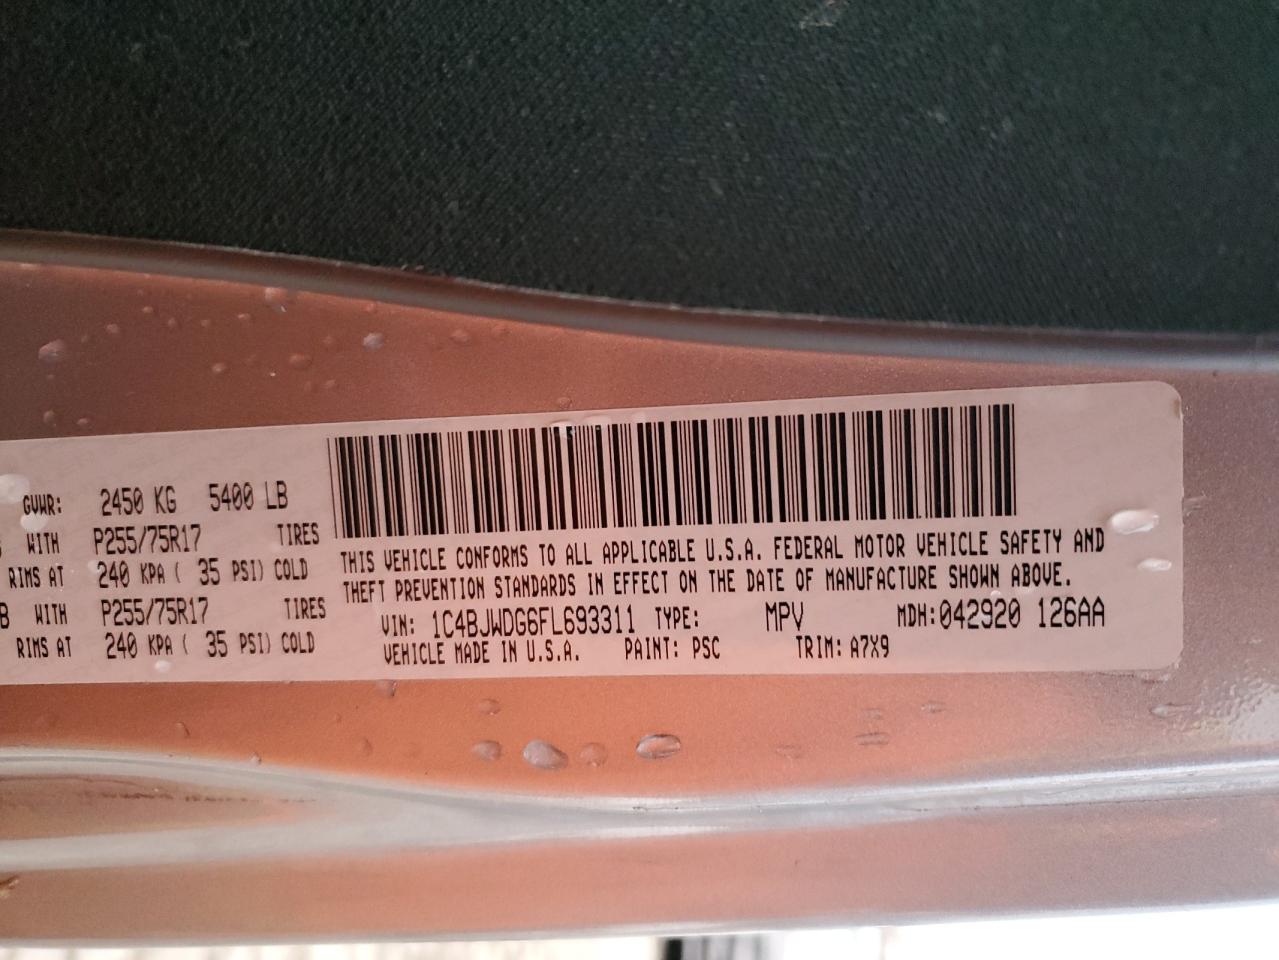 GVWR: 2450 KG 5400 LB
WITH P255/75R17 TIRES
RIMS AT 240 KPA ( 35 PSI) COLD
B WITH P255/75R17 TIRES
RIMS AT 240 KPA ( 35 PSI) COLD
THIS VEHICLE CONFORMS TO ALL APPLICABLE U.S.A. FEDERAL MOTOR VEHICLE SAFETY AND
THEFT PREVENTION STANDARDS IN EFFECT ON THE DATE OF MANUFACTURE SHOWN ABOVE.
VIN: 1C4BJWDG6FL693311 TYPE: MPV MDH:042920 126AA
VEHICLE MADE IN U.S.A. PAINT: PSC TRIM: A7X9